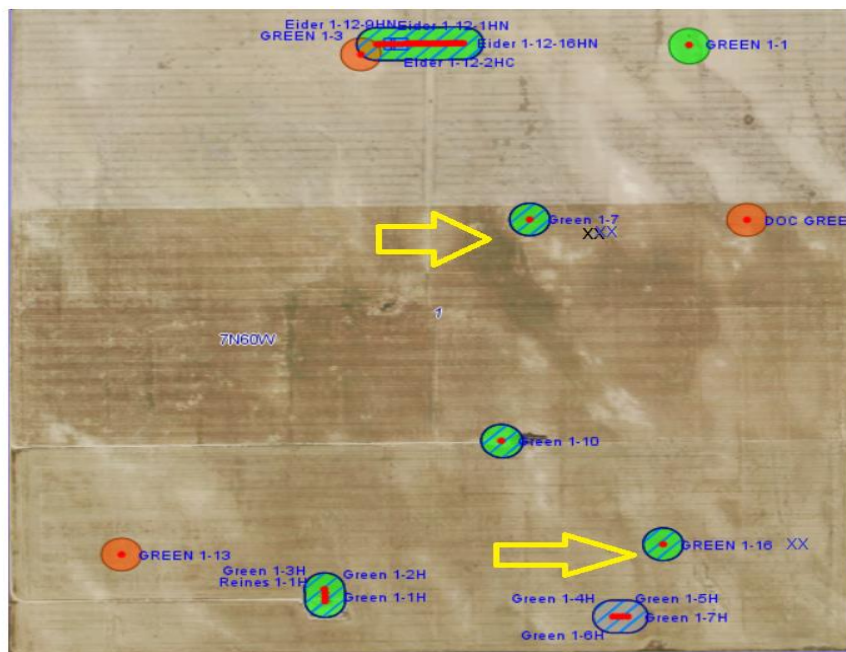 Eider 1-12-9HN Eider 1-12-1HN
GREEN 1-3
Eider 1-12-16HN
GREEN 1-1
Eider 1-12-2HC
Green 1-7
DOC GREE
XXXX
1
7N60W
Green 1-10
GREEN 1-16 XX
GREEN 1-13
Green 1-3H
Green 1-2H
Reines 1-1H
Green 1-1H
Green 1-4H
Green 1-5H
Green 1-7H
Green 1-6H